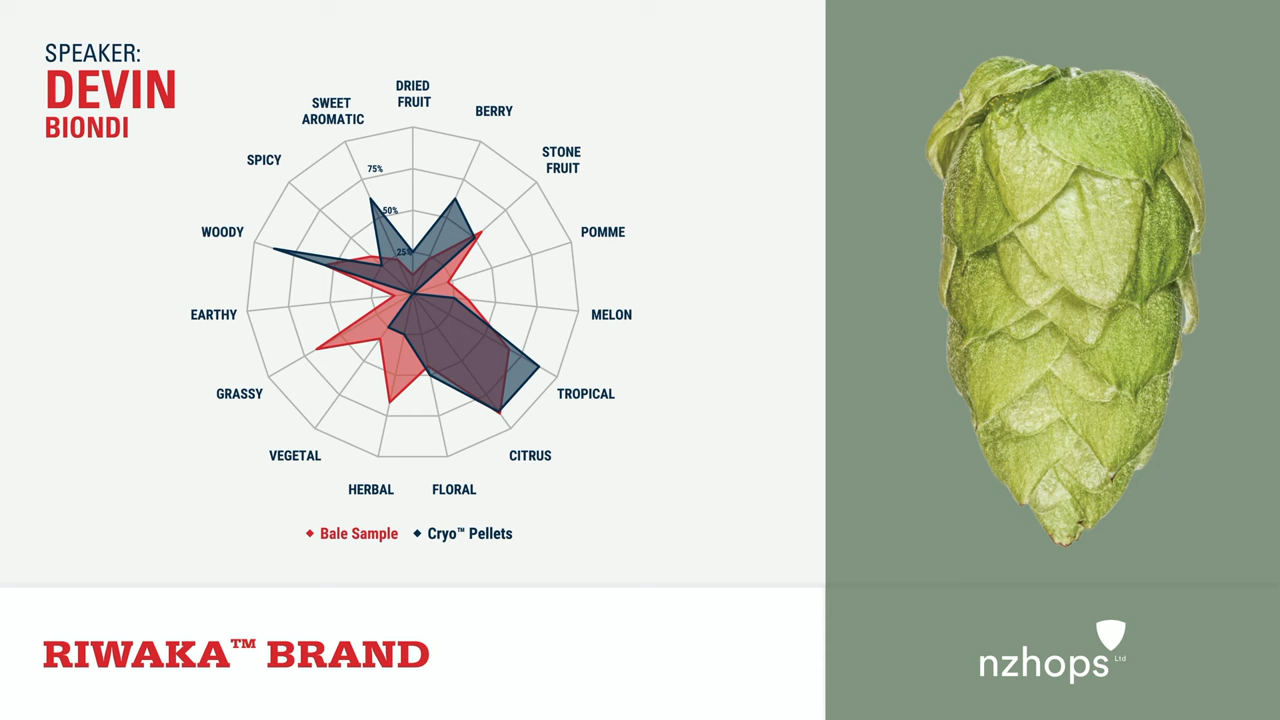 SPEAKER:
DEVIN
BIONDI
DRIED
FRUIT
BERRY
STONE
FRUIT
POMME
MELON
TROPICAL
CITRUS
FLORAL
HERBAL
VEGETAL
GRASSY
EARTHY
WOODY
SPICY
SWEET
AROMATIC
75%
50%
25%
Bale Sample
Cryo™ Pellets
RIWAKA™ BRAND
nzhops Ltd